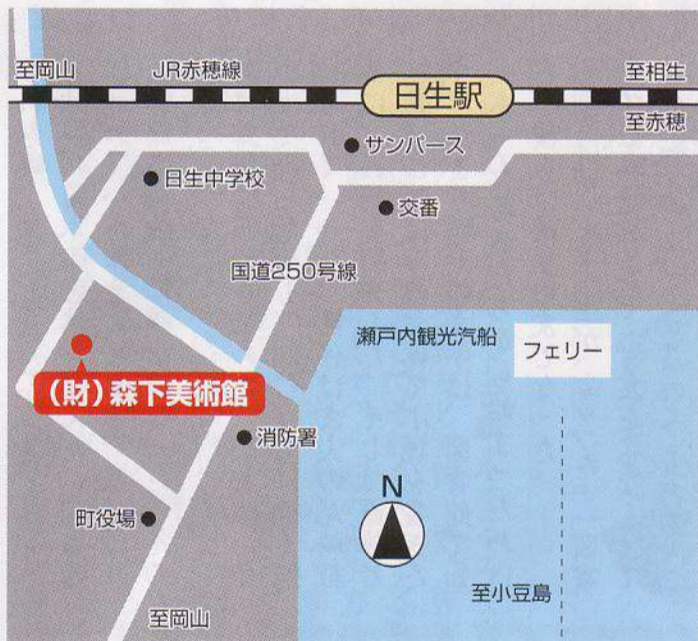 至岡山
JR赤穂線
至相生
日生駅
至赤穂
サンバース
日生中学校
交番
国道250号線
瀬戸内観光汽船
フェリー
(財)森下美術館
消防署
N
町役場
至小豆島
至岡山